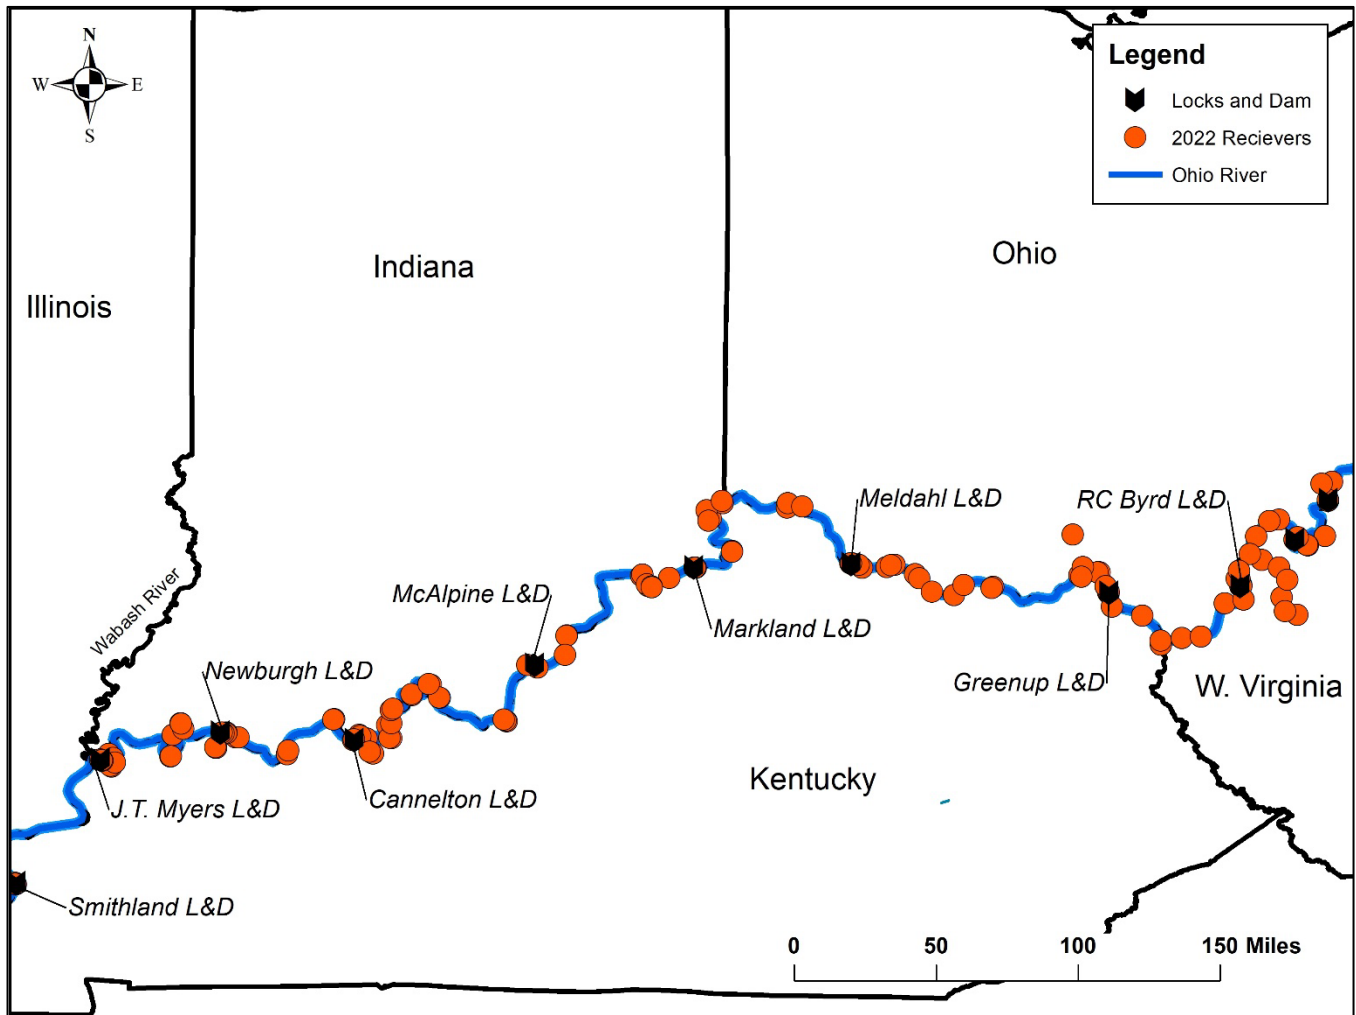 N
W E
S
Legend
Locks and Dam
2022 Recievers
Ohio River
Ohio
Indiana
Illinois
Meldahl L&D
RC Byrd L&D
McAlpine L&D
Wabash River
Markland L&D
Newburgh L&D
Greenup L&D
W. Virginia
Kentucky
Cannelton L&D
J.T. Myers L&D
Smithland L&D
0 50 100 150 Miles